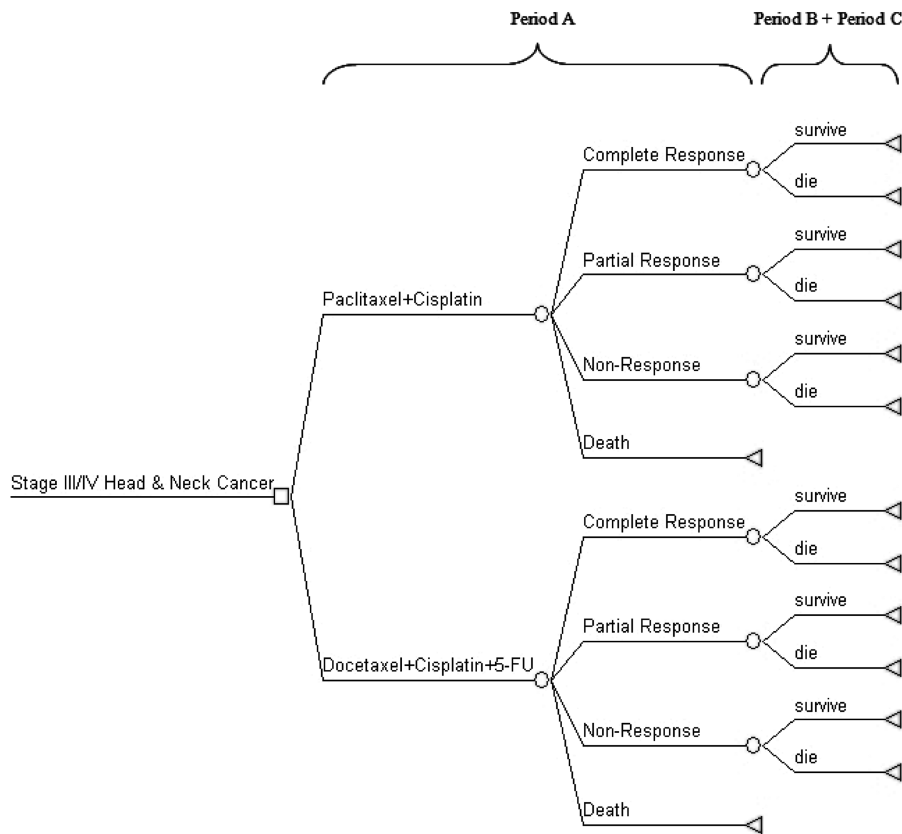 Period A
Period B + Period C
survive
Complete Response
die
survive
Partial Response
die
Paclitaxel+Cisplatin
survive
Non-Response
die
Death
Stage III/IV Head & Neck Cancer
survive
Complete Response
die
survive
Partial Response
die
Docetaxel+Cisplatin+5-FU
survive
Non-Response
die
Death